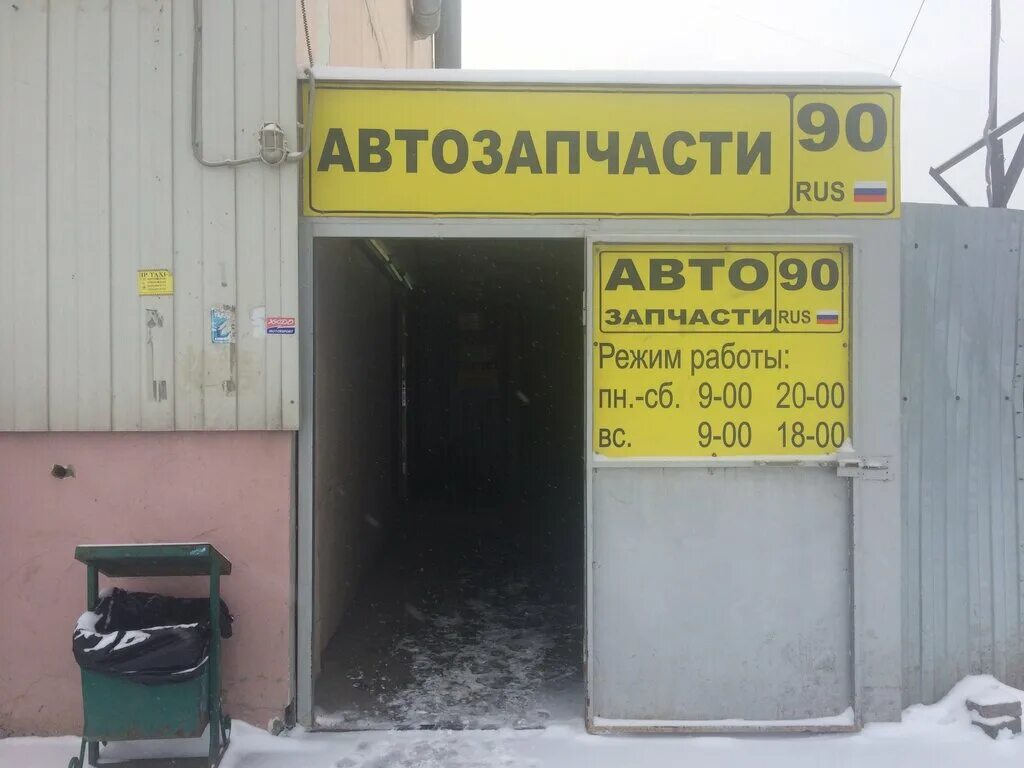 АВТОЗАПЧАСТИ 90
RUS
АВТО 90
ЗАПЧАСТИ RUS
Режим работы:
пн.-сб. 9-00 20-00
вс. 9-00 18-00